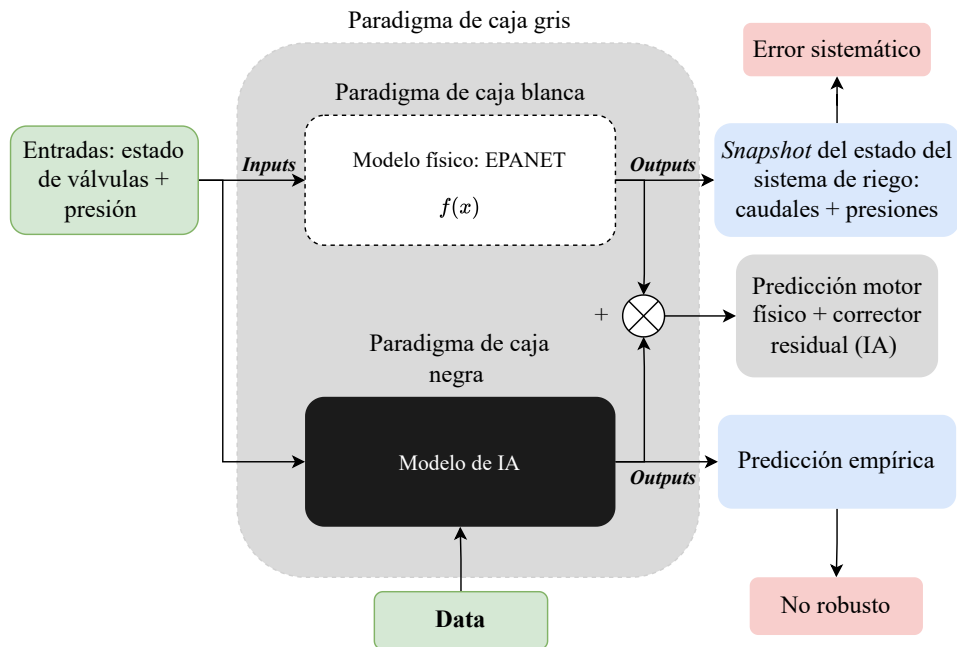 Paradigma de caja gris
Error sistemático
Paradigma de caja blanca
Entradas: estado
de válvulas +
presión
Inputs
Modelo físico: EPANET
f(x)
Outputs
Snapshot del estado del
sistema de riego:
caudales + presiones
+
Predicción motor
físico + corrector
residual (IA)
Paradigma de caja
negra
Modelo de IA
Outputs
Predicción empírica
Data
No robusto